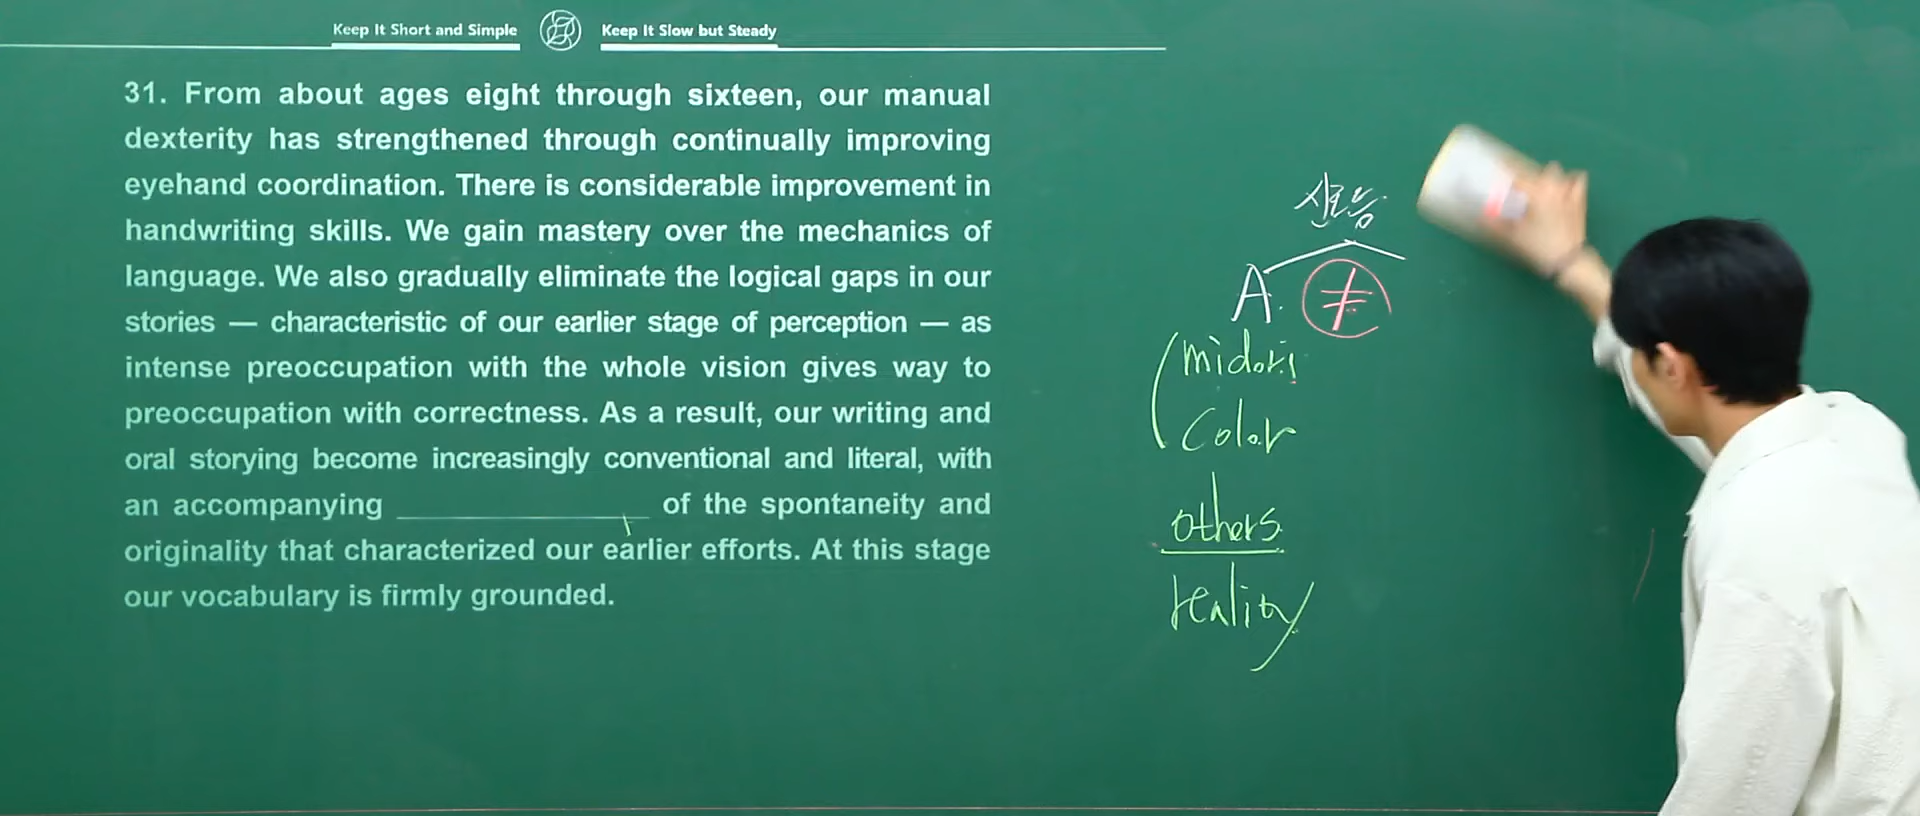 Keep It Short and Simple
Keep It Slow but Steady
31. From about ages eight through sixteen, our manual
dexterity has strengthened through continually improving
eyehand coordination. There is considerable improvement in
handwriting skills. We gain mastery over the mechanics of
language. We also gradually eliminate the logical gaps in our
stories — characteristic of our earlier stage of perception — as
intense preoccupation with the whole vision gives way to
preoccupation with correctness. As a result, our writing and
oral storying become increasingly conventional and literal, with
an accompanying ____________ of the spontaneity and
originality that characterized our earlier efforts. At this stage
our vocabulary is firmly grounded.
A.
≠
midori
color
others
reality